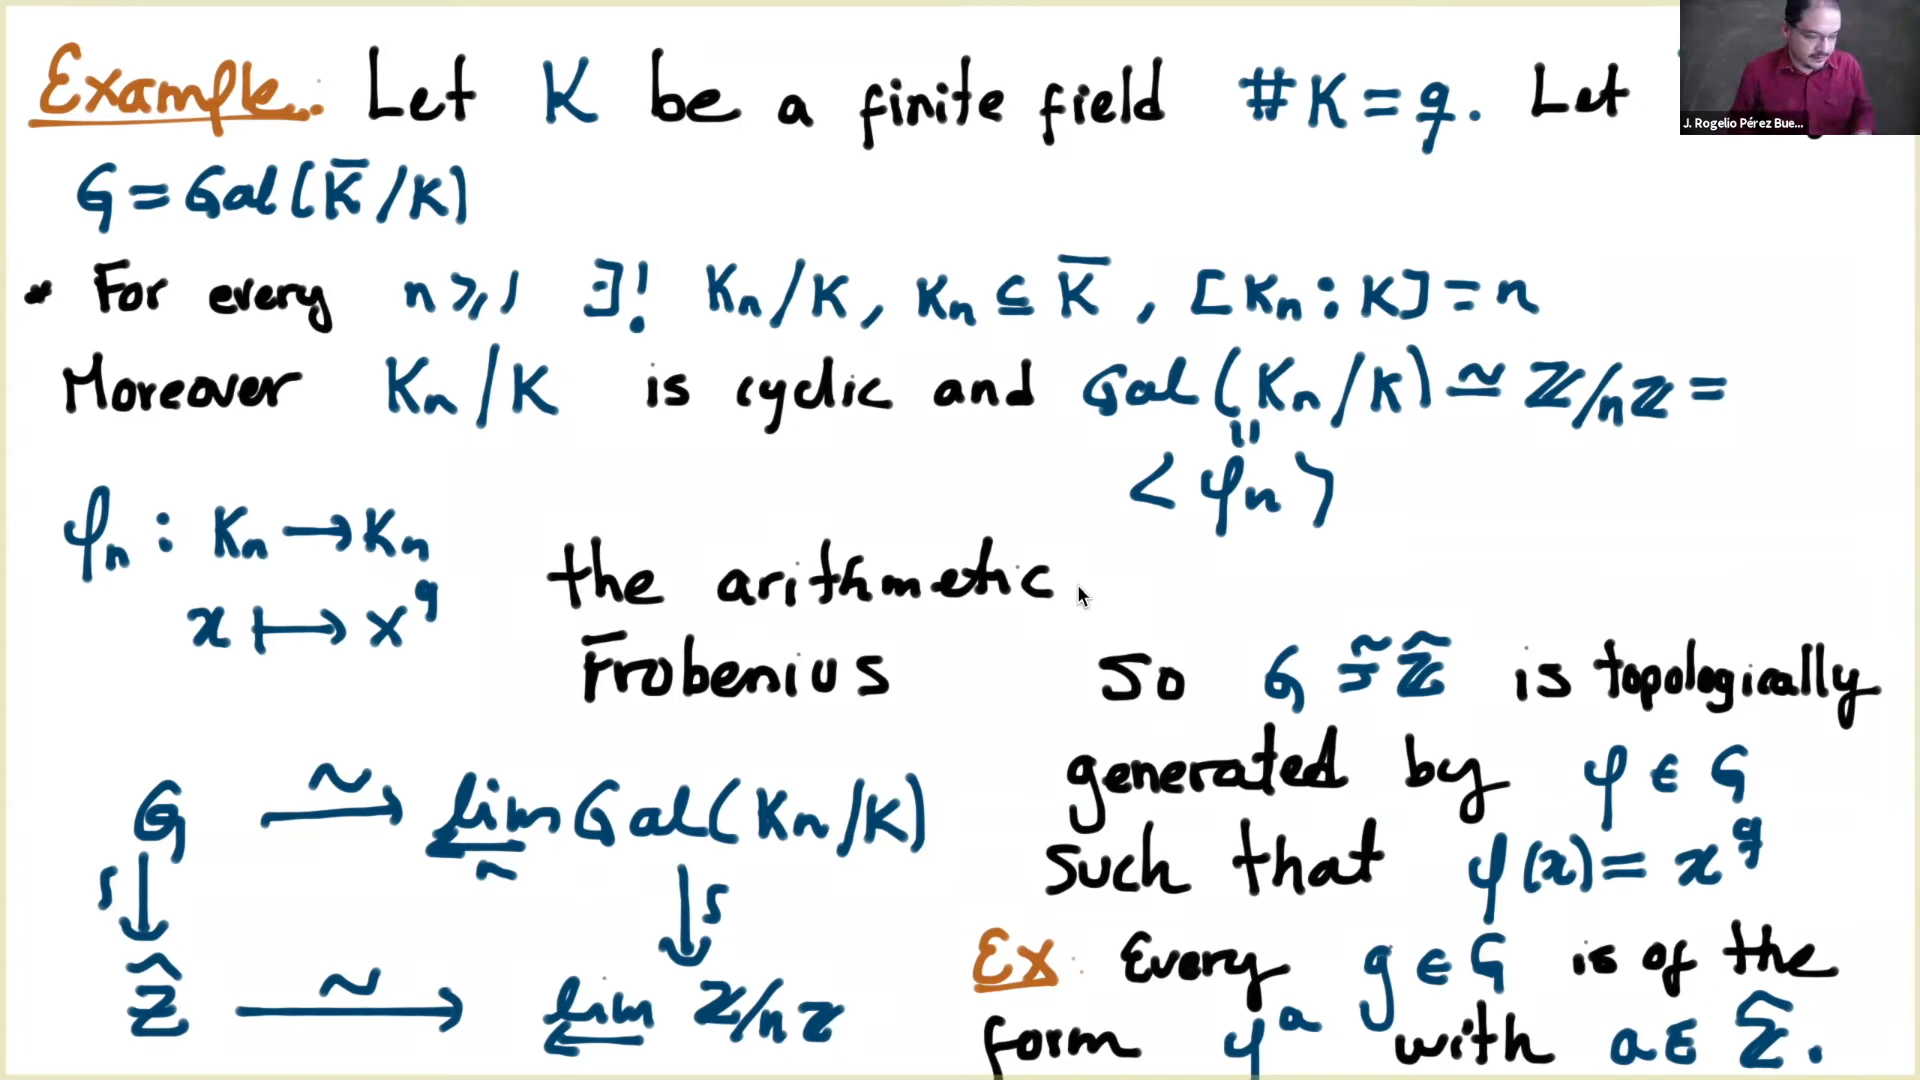 Example. Let K be a finite field #K = q. Let
J. Rogelio Pérez Bue...
G = Gal(K̄/K)
* For every n ≥ 1 ∃! Kn/K, Kn ⊆ K̄, [Kn : K] = n
Moreover Kn/K is cyclic and Gal(Kn/K) ≃ ℤ/nℤ =
"
<φn>
φn : Kn → Kn
x ↦ x^q
the arithmetic
Frobenius
G ~→ lim← n Gal(Kn/K)
↓ ∫ ↓ ∫
Ẑ ~→ lim← ℤ/nℤ
So G ≅ Ẑ is topologically
generated by φ ∈ G
such that φ(x) = x^q
Ex. Every g ∈ G is of the
form φ^a with a ∈ Ẑ.